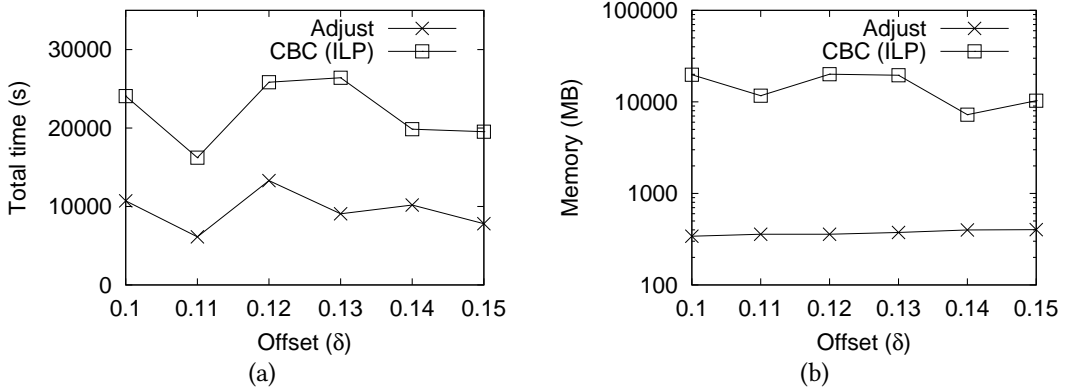 Total time (s)
35000
30000
20000
10000
0
0.1 0.11 0.12 0.13 0.14 0.15
Adjust
CBC (ILP)
Offset (δ)
(a)
Memory (MB)
100000
10000
1000
100
0.1 0.11 0.12 0.13 0.14 0.15
Adjust
CBC (ILP)
Offset (δ)
(b)